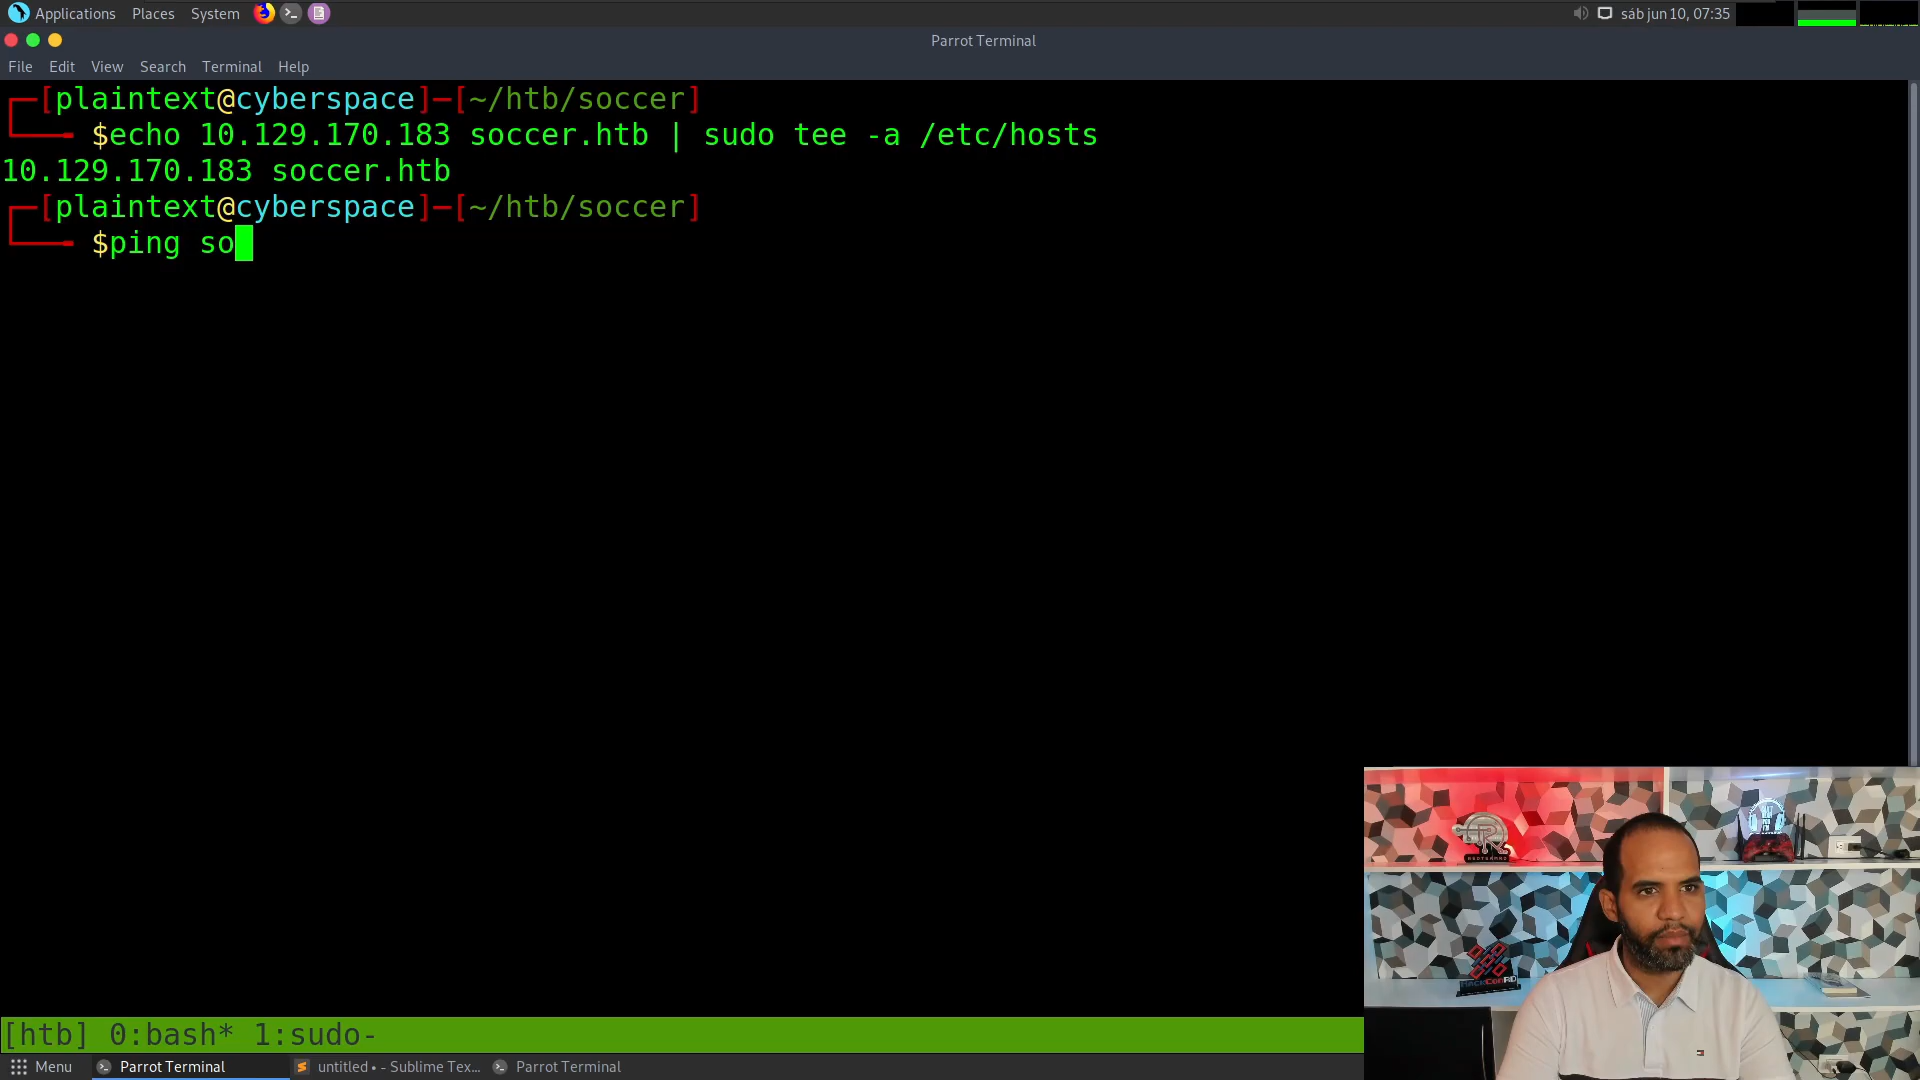 Applications Places System sáb jun 10, 07:35
Parrot Terminal
File Edit View Search Terminal Help
[plaintext@cyberspace]─[~/htb/soccer]
$echo 10.129.170.183 soccer.htb | sudo tee -a /etc/hosts
10.129.170.183 soccer.htb
[plaintext@cyberspace]─[~/htb/soccer]
$ping so
R
HACKCONRD
[htb] 0:bash* 1:sudo-
Menu Parrot Terminal untitled • - Sublime Tex... Parrot Terminal